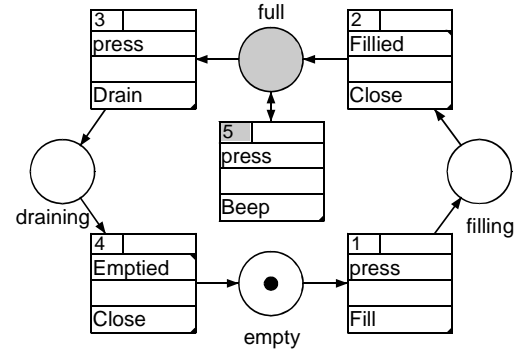 full
3
press
Drain
2
Fillied
Close
5
press
Beep
draining
filling
4
Emptied
Close
1
press
Fill
empty